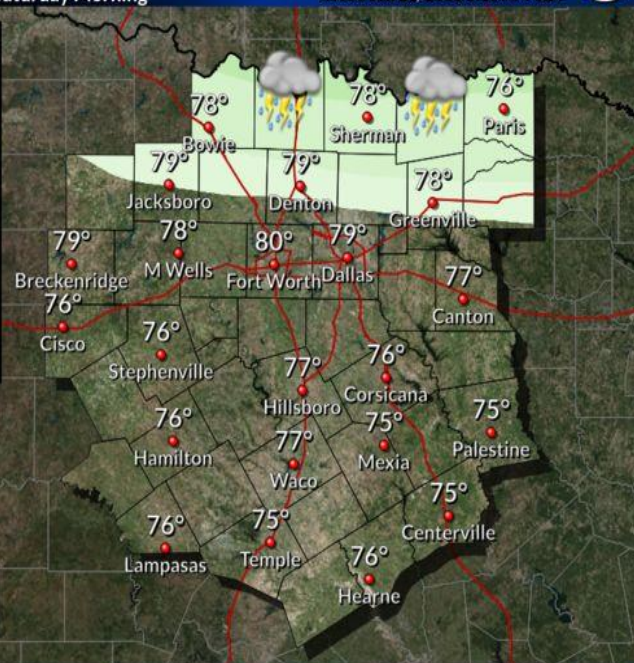 Saturday Morning
76°
78°
78°
Paris
Sherman
Bowie
79°
79°
78°
Jacksboro
Denton
Greenville
79°
78°
80°
79°
Breckenridge
M Wells
Fort Worth
Dallas
77°
Canton
76°
Cisco
76°
Stephenville
77°
76°
Hillsboro
Corsicana
76°
77°
75°
75°
Hamilton
Waco
Mexia
Palestine
76°
75°
75°
Lampasas
Temple
Centerville
76°
Hearne